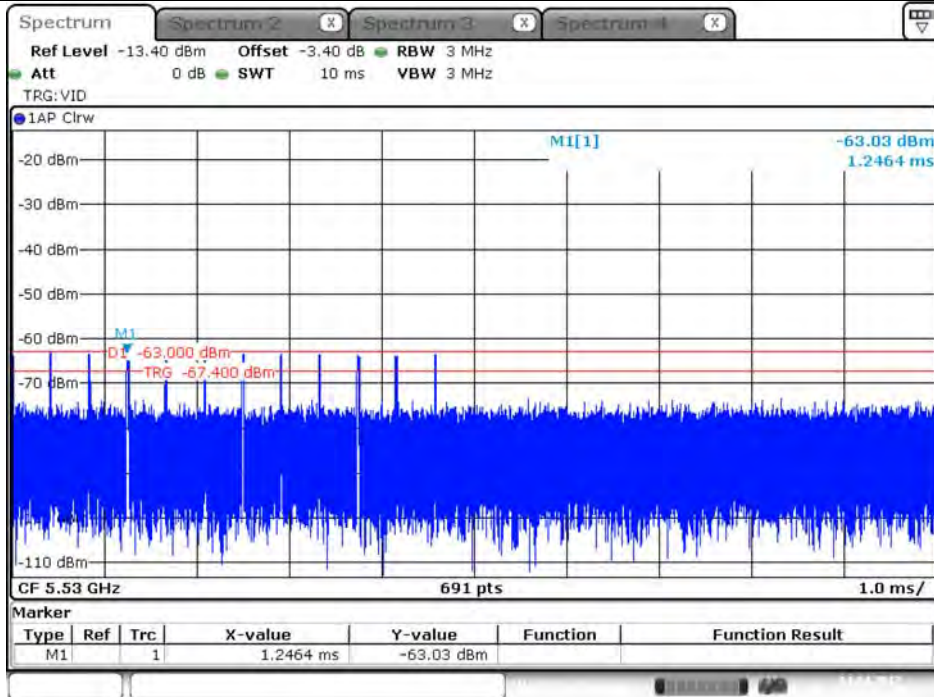 Spectrum Spectrum 2 X Spectrum 3 X Spectrum 4 X
Ref Level -13.40 dBm Offset -3.40 dB RBW 3 MHz
Att 0 dB SWT 10 ms VBW 3 MHz
TRG:VID
1AP Clrw
M1[1] -63.03 dBm
1.2464 ms
-20 dBm
-30 dBm
-40 dBm
-50 dBm
-60 dBm
M1
D1 -63.000 dBm
TRG -67.400 dBm
-70 dBm
-110 dBm
CF 5.53 GHz 691 pts 1.0 ms/
Marker
Type Ref Trc X-value Y-value Function Function Result
M1 1 1.2464 ms -63.03 dBm